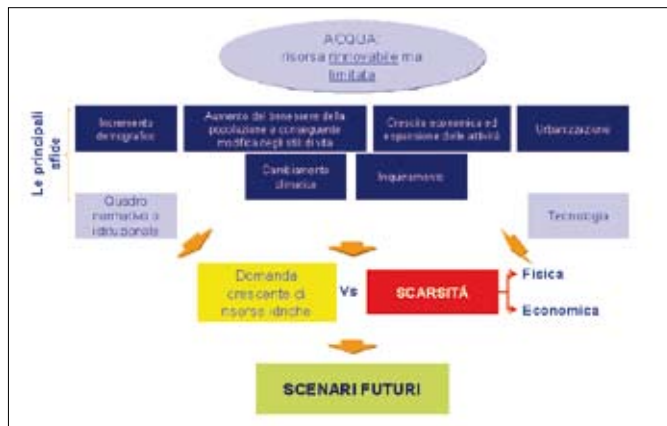 ACQUA:
risorsa rinnovabile ma
limitata
Le principali
sfide
Incremento
demografico
Aumento del benessere della
popolazione e conseguente
modifica negli stili di vita
Crescita economica ed
espansione delle attività
Urbanizzazione
Cambiamento
climatico
Inquinamento
Quadro
normativo o
istituzionale
Tecnologia
Domanda
crescente di
risorse idriche
Vs
SCARSITÁ
Fisica
Economica
SCENARI FUTURI